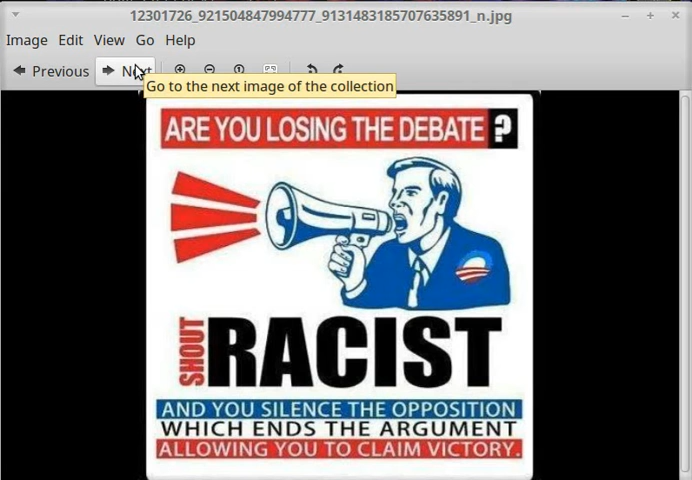 12301726_921504847994777_9131483185707635891_n.jpg
Image Edit View Go Help
Previous Next
Go to the next image of the collection
ARE YOU LOSING THE DEBATE ?
SHOUT
RACIST
AND YOU SILENCE THE OPPOSITION
WHICH ENDS THE ARGUMENT
ALLOWING YOU TO CLAIM VICTORY.